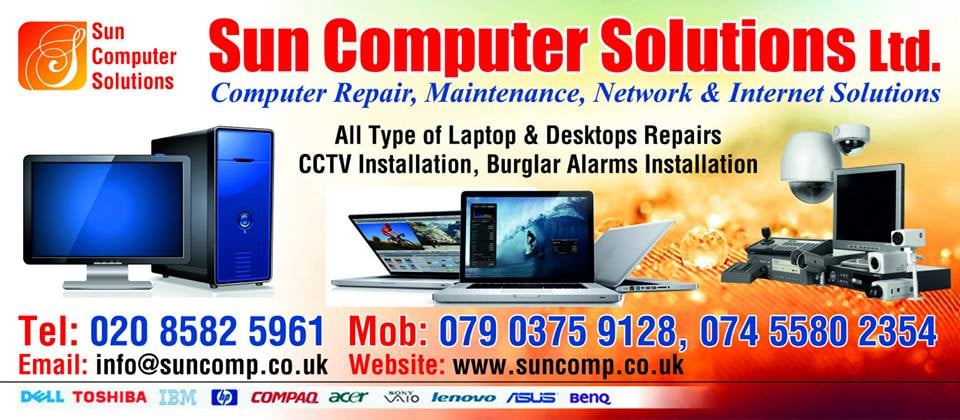 Sun
Computer
Solutions
Sun Computer Solutions Ltd.
Computer Repair, Maintenance, Network & Internet Solutions
All Type of Laptop & Desktops Repairs
CCTV Installation, Burglar Alarms Installation
Tel: 020 8582 5961 Mob: 079 0375 9128, 074 5580 2354
Email: info@suncomp.co.uk Website: www.suncomp.co.uk
DELL TOSHIBA IBM hp COMPAQ acer SONY VAIO lenovo ASUS BenQ